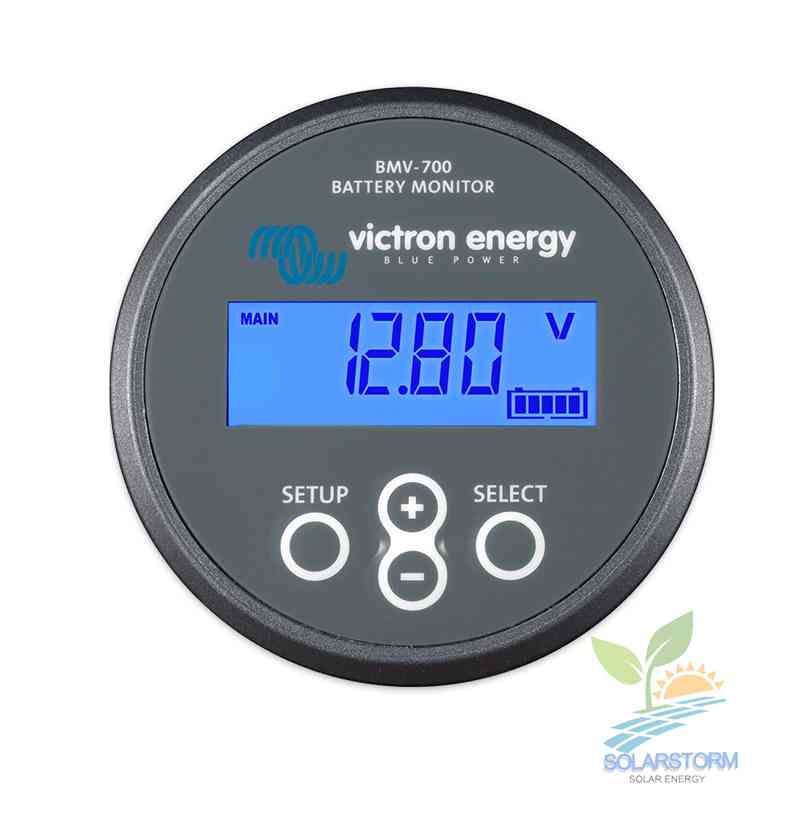 BMV-700
BATTERY MONITOR
victron energy
BLUE POWER
MAIN 12.80 V
SETUP + SELECT
-
SOLARSTORM
SOLAR ENERGY